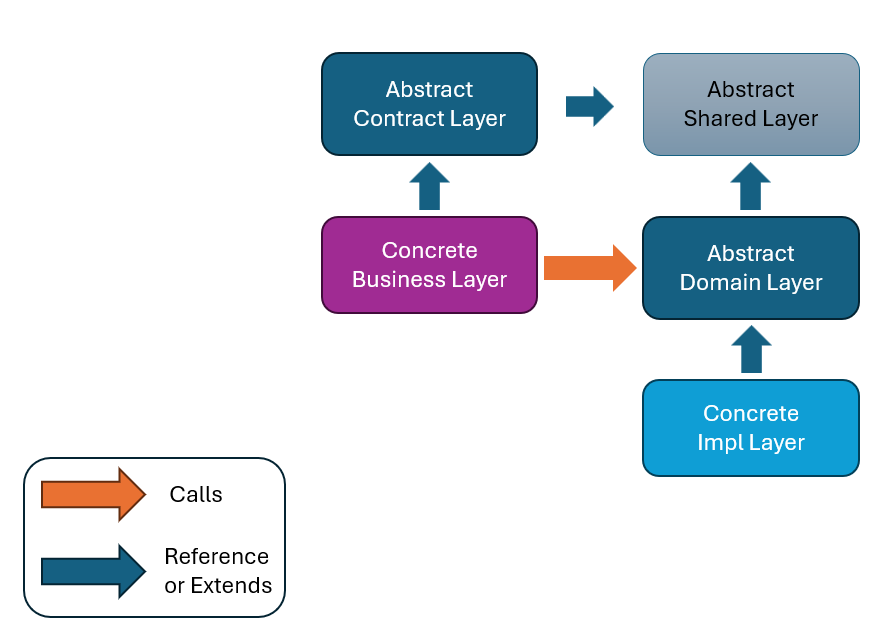 Abstract
Contract Layer
Abstract
Shared Layer
Concrete
Business Layer
Abstract
Domain Layer
Concrete
Impl Layer
Calls
Reference
or Extends